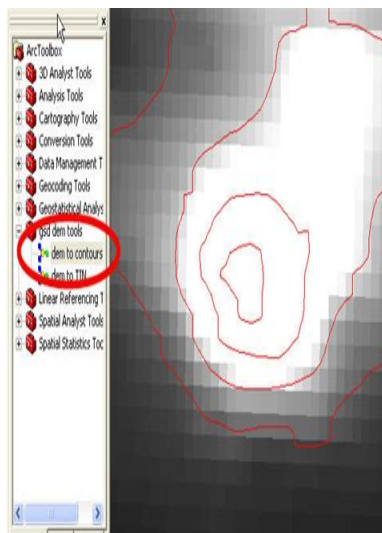 x
ArcToolbox
3D Analyst Tools
Analysis Tools
Cartography Tools
Conversion Tools
Data Management T
Geocoding Tools
Geostatistical Analys
gsd dem tools
dem to contours
dem to TIN
Linear Referencing T
Spatial Analyst Tools
Spatial Statistics Toc